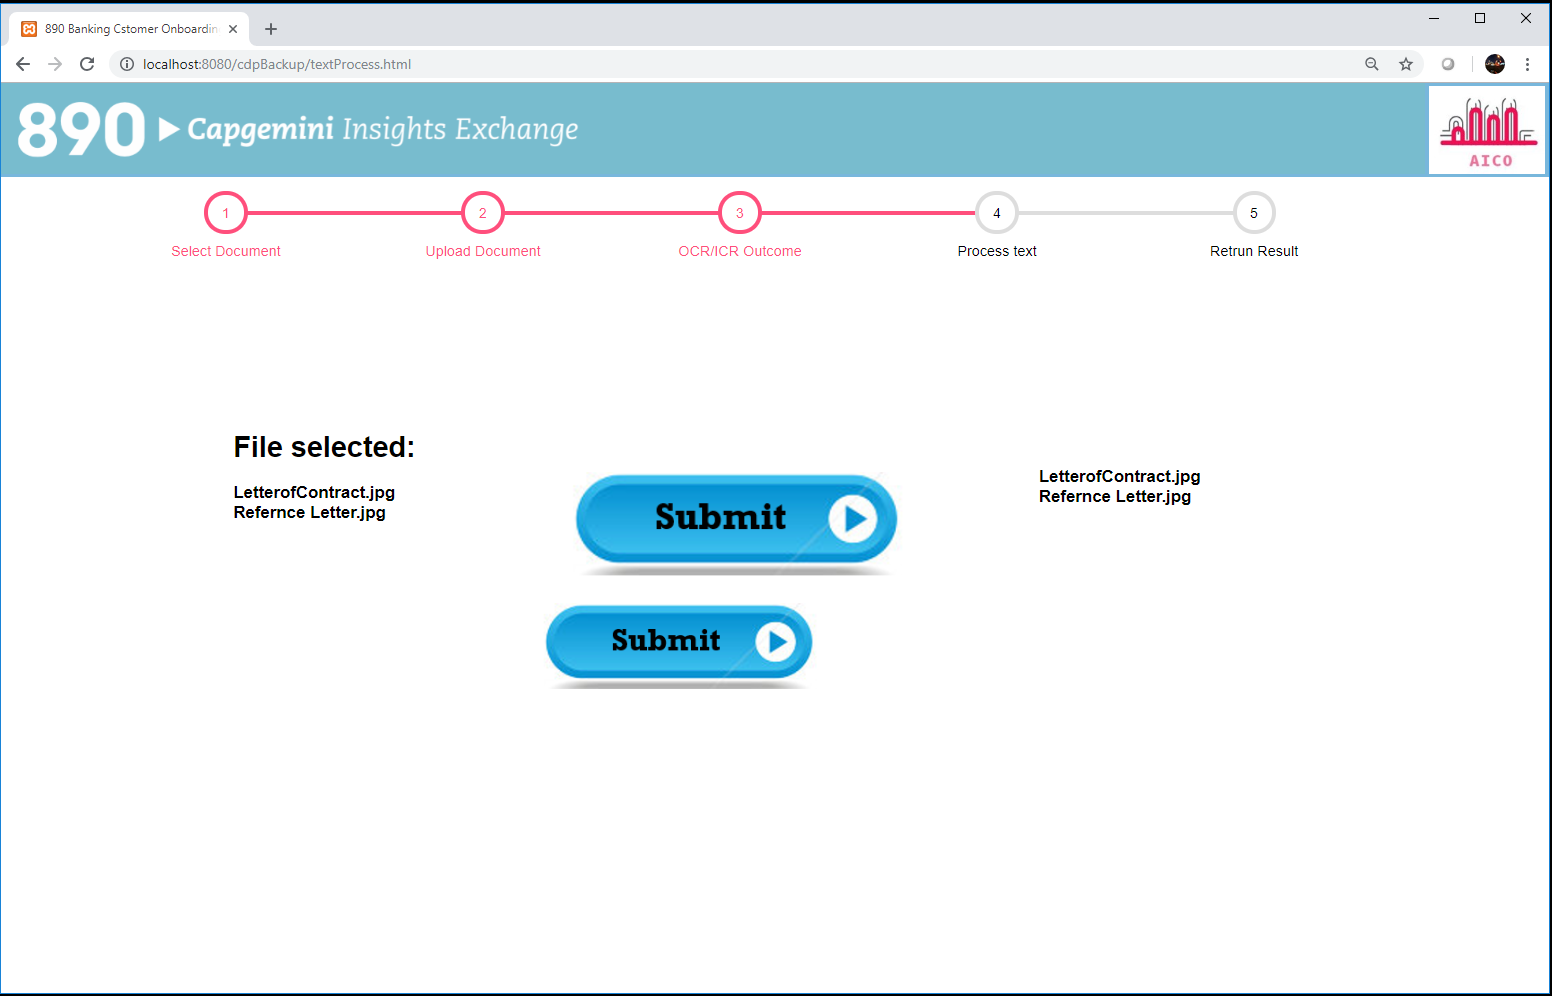 890 Banking Cstomer Onboardin
localhost:8080/cdpBackup/textProcess.html
890 Capgemini Insights Exchange
AICO
1
2
3
4
5
Select Document
Upload Document
OCR/ICR Outcome
Process text
Retrun Result
File selected:
LetterofContract.jpg
Refernce Letter.jpg
Submit
LetterofContract.jpg
Refernce Letter.jpg
Submit